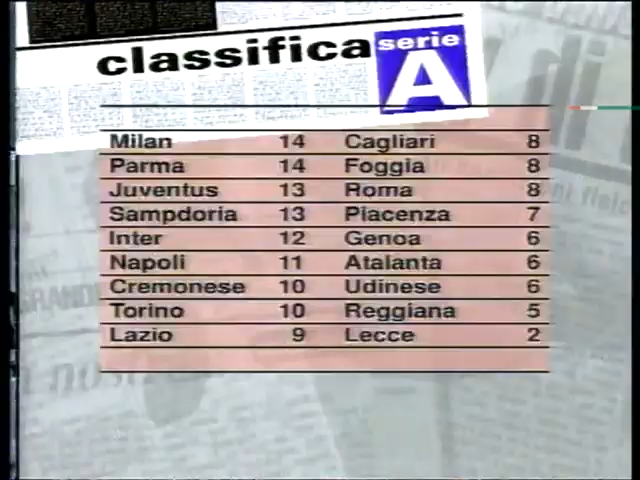 classifica serie A
Milan 14 Cagliari 8
Parma 14 Foggia 8
Juventus 13 Roma 8
Sampdoria 13 Piacenza 7
Inter 12 Genoa 6
Napoli 11 Atalanta 6
Cremonese 10 Udinese 6
Torino 10 Reggiana 5
Lazio 9 Lecce 2